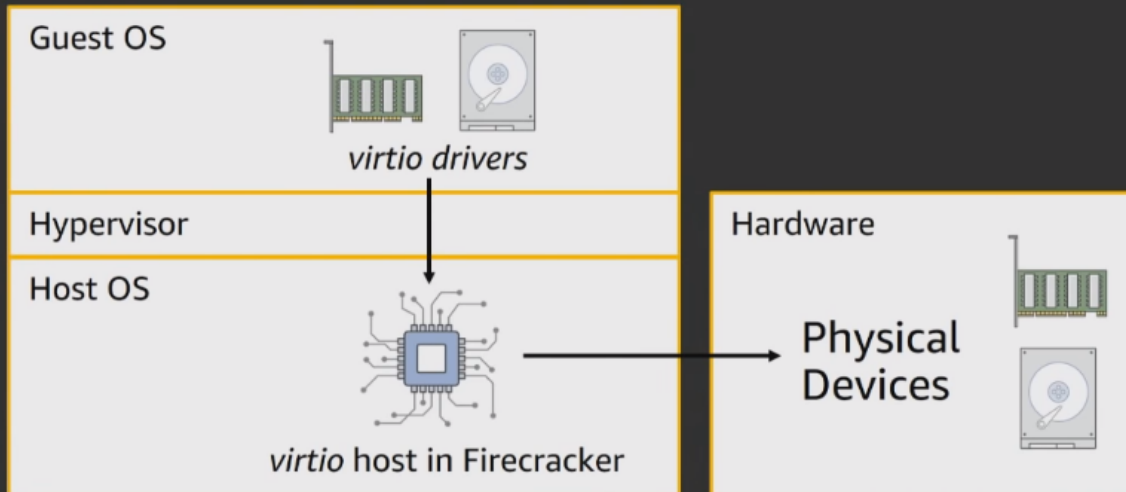 Guest OS
virtio drivers
Hypervisor
Host OS
virtio host in Firecracker
Hardware
Physical
Devices